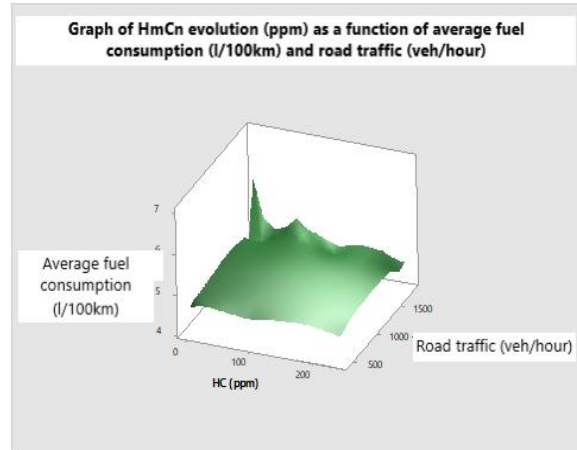 Graph of HmCn evolution (ppm) as a function of average fuel
consumption (l/100km) and road traffic (veh/hour)
7
6
5
4
Average fuel
consumption
(l/100km)
0
100
200
HC (ppm)
500
1000
1500
Road traffic (veh/hour)